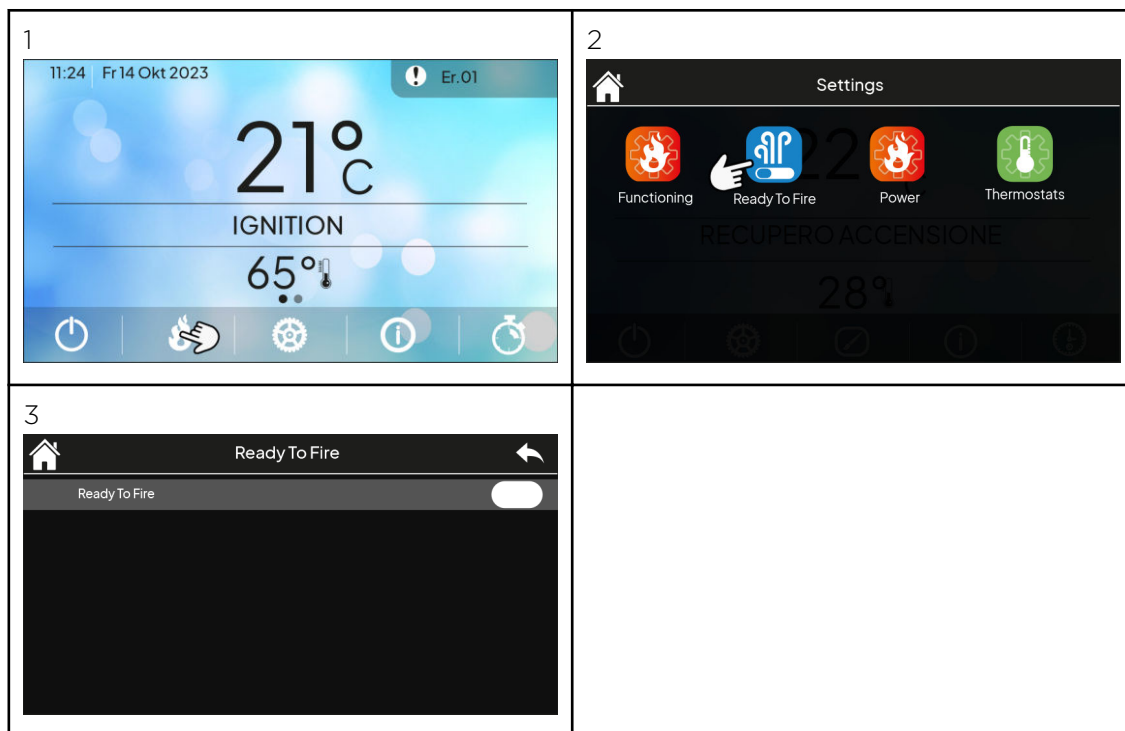 1
11:24 Fr 14 Okt 2023
Er.01
21°C
IGNITION
65°
2
Settings
22
Functioning
Ready To Fire
Power
Thermostats
RECUPERO ACCENSIONE
28°
3
Ready To Fire
Ready To Fire